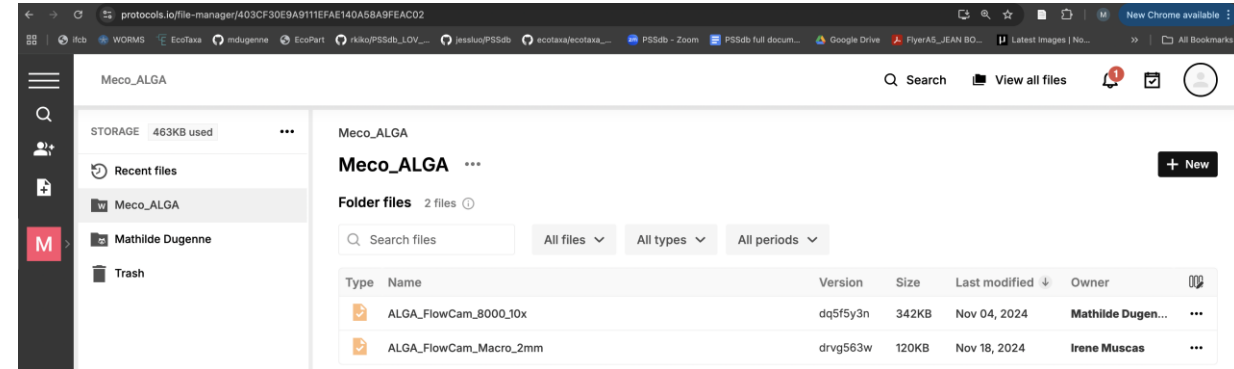 protocols.io/file-manager/403CF30E9A9111EFAE140A58A9FEAC02
M
New Chrome available
ifcb
WORMS
EcoTaxa
mdugenne
EcoPart
rkiko/PSSdb_LOV_...
jessluo/PSSdb
ecotaxa/ecotaxa_...
PSSdb - Zoom
PSSdb full docum...
Google Drive
FlyerA5_JEAN BO...
Latest Images | No...
»
All Bookmarks
Meco_ALGA
Search
View all files
1
STORAGE 463KB used
Recent files
W Meco_ALGA
Mathilde Dugenne
Trash
M
Meco_ALGA
Meco_ALGA
+ New
Folder files 2 files
Search files
All files
All types
All periods
Type Name Version Size Last modified Owner
ALGA_FlowCam_8000_10x dq5f5y3n 342KB Nov 04, 2024 Mathilde Dugen...
ALGA_FlowCam_Macro_2mm drvg563w 120KB Nov 18, 2024 Irene Muscas